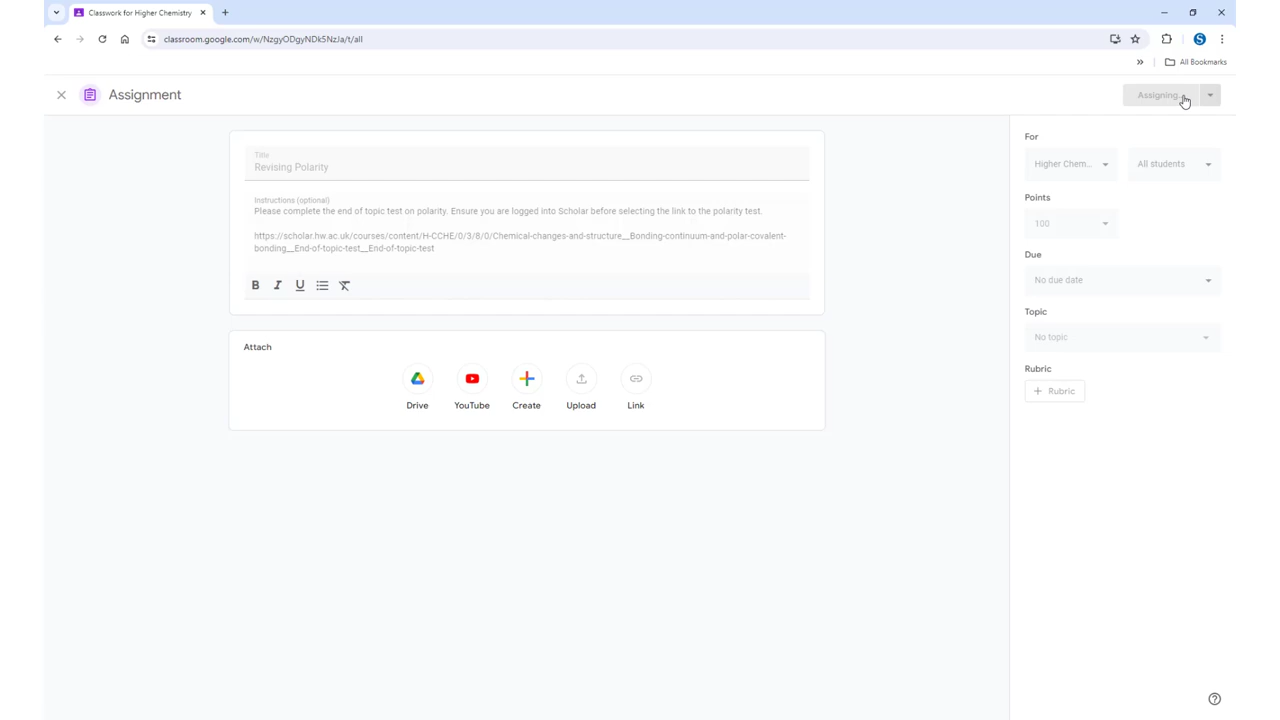 Classwork for Higher Chemistry
classroom.google.com/w/NzgyODgyNDk5NzJa/t/all
All Bookmarks
Assignment
Assigning...
Title
Revising Polarity
Instructions (optional)
Please complete the end of topic test on polarity. Ensure you are logged into Scholar before selecting the link to the polarity test.
https://scholar.hw.ac.uk/courses/content/H-CCHE/0/3/8/0/Chemical-changes-and-structure__Bonding-continuum-and-polar-covalent-
bonding__End-of-topic-test__End-of-topic-test
B I U
Attach
Drive
YouTube
Create
Upload
Link
For
Higher Chem...
All students
Points
100
Due
No due date
Topic
No topic
Rubric
+ Rubric